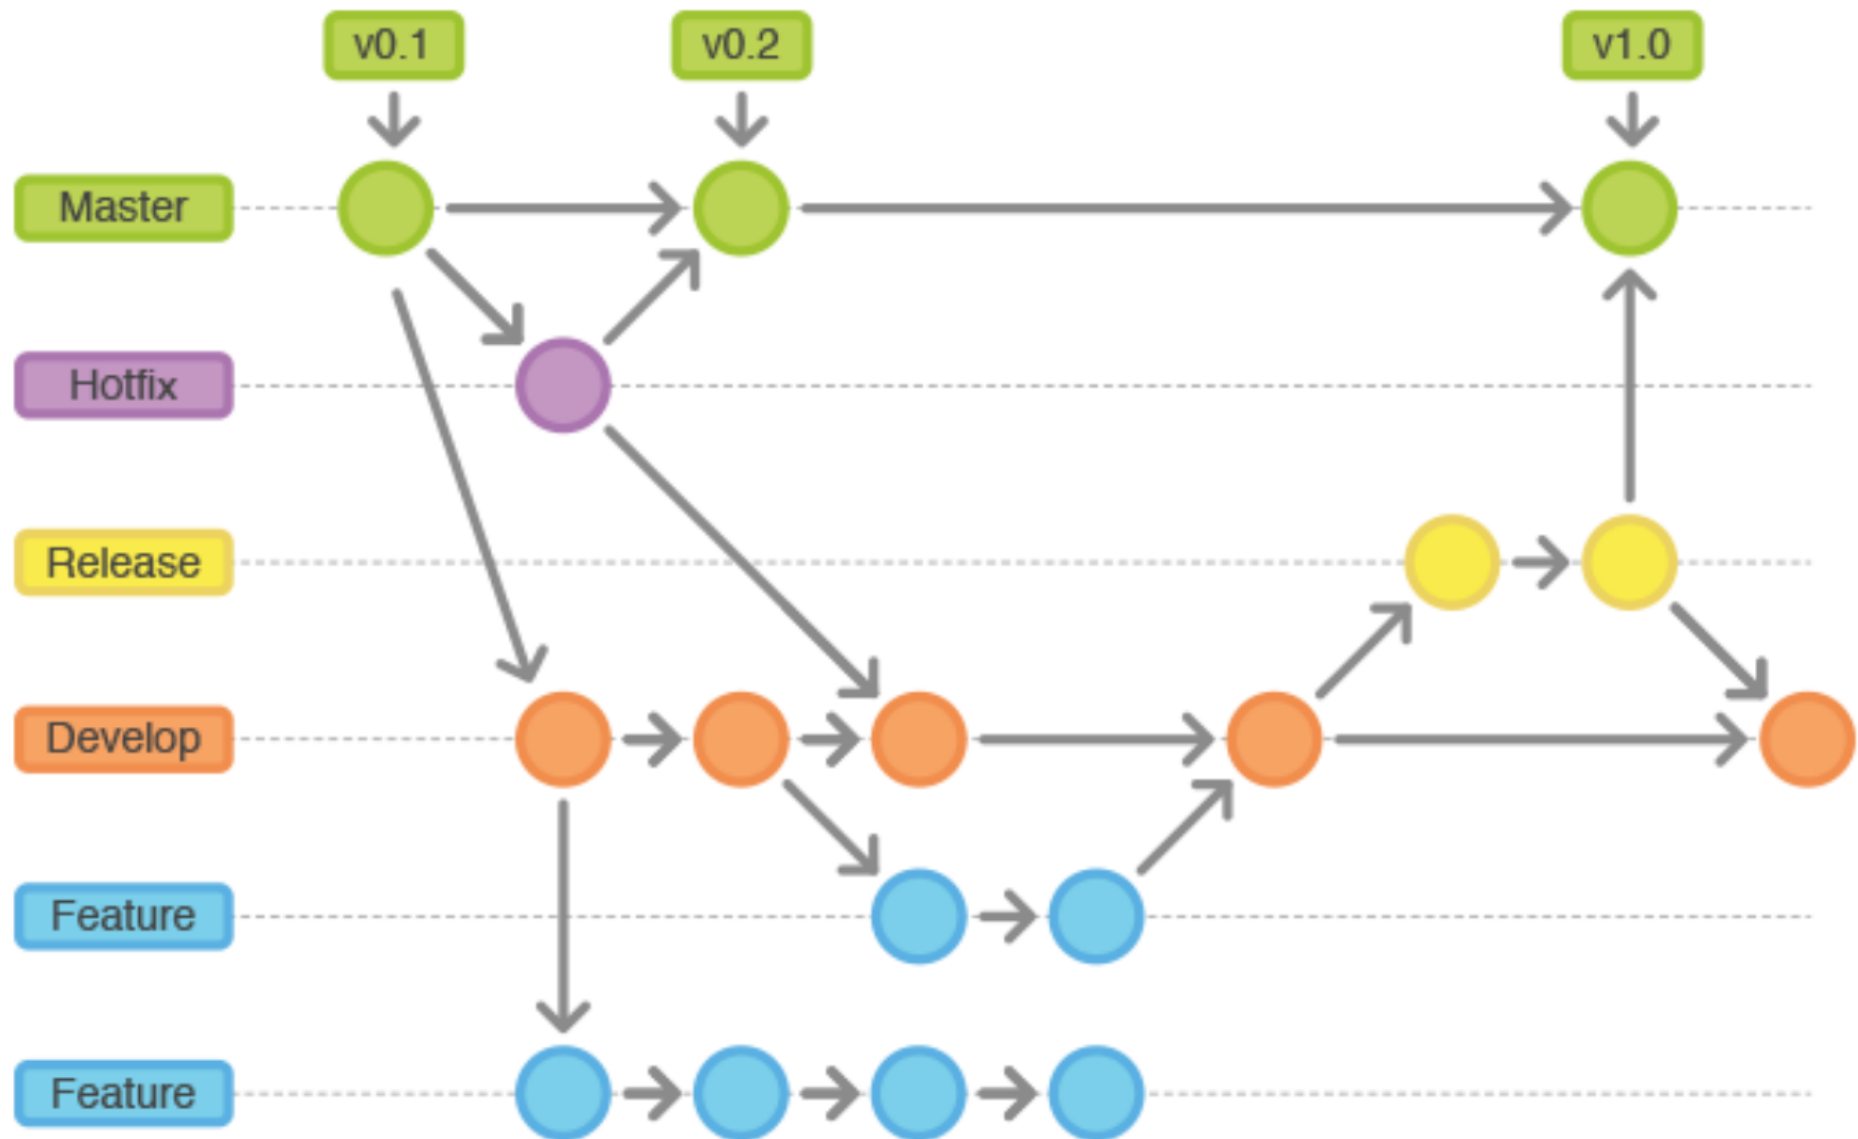 v0.1
v0.2
v1.0
Master
Hotfix
Release
Develop
Feature
Feature